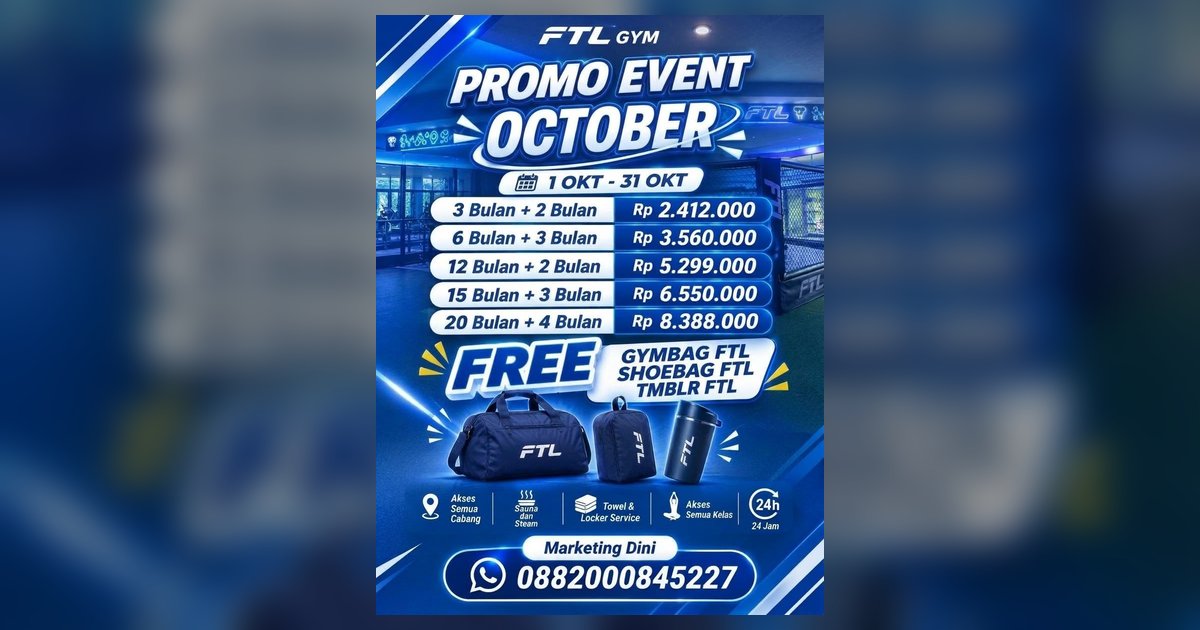 FTL GYM
PROMO EVENT
OCTOBER
FTL
1 OKT - 31 OKT
3 Bulan + 2 Bulan Rp 2.412.000
6 Bulan + 3 Bulan Rp 3.560.000
12 Bulan + 2 Bulan Rp 5.299.000
15 Bulan + 3 Bulan Rp 6.550.000
20 Bulan + 4 Bulan Rp 8.388.000
FTL
FREE
GYMBAG FTL
SHOEBAG FTL
TMBLR FTL
FTL
FTL
FTL
Akses
Semua
Cabang
Sauna
dan
Steam
Towel &
Locker Service
Akses
Semua Kelas
24h
24 Jam
Marketing Dini
0882000845227